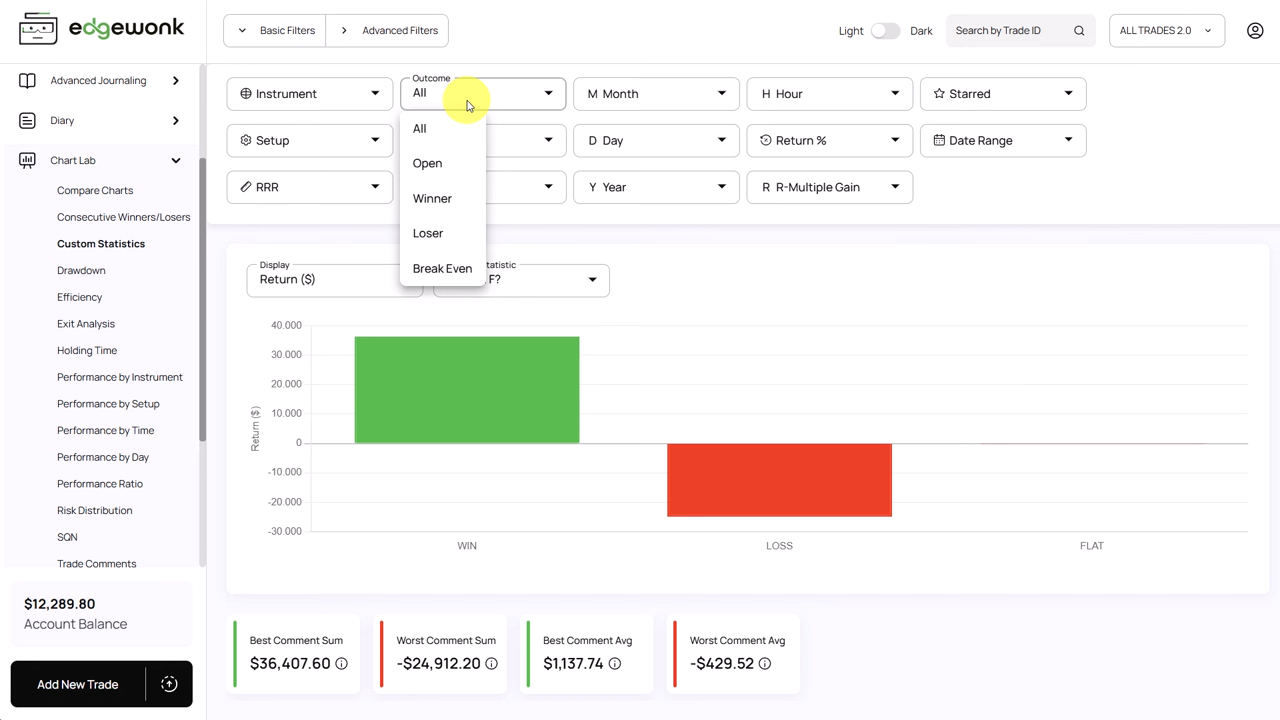 edgewonk
Basic Filters
Advanced Filters
Light
Dark
Search by Trade ID
ALL TRADES 2.0
Advanced Journaling
Diary
Chart Lab
Compare Charts
Consecutive Winners/Losers
Custom Statistics
Drawdown
Efficiency
Exit Analysis
Holding Time
Performance by Instrument
Performance by Setup
Performance by Time
Performance by Day
Performance Ratio
Risk Distribution
SQN
Trade Comments
$12,289.80
Account Balance
Add New Trade
Instrument
Outcome
All
M Month
H Hour
Starred
Setup
D Day
Return %
Date Range
RRR
Y Year
R R-Multiple Gain
All
Open
Winner
Loser
Break Even
Display
Return ($)
tatistic
F?
40.000
30.000
20.000
10.000
0
-10.000
-20.000
-30.000
Return ($)
WIN
LOSS
FLAT
Best Comment Sum
$36,407.60
Worst Comment Sum
-$24,912.20
Best Comment Avg
$1,137.74
Worst Comment Avg
-$429.52